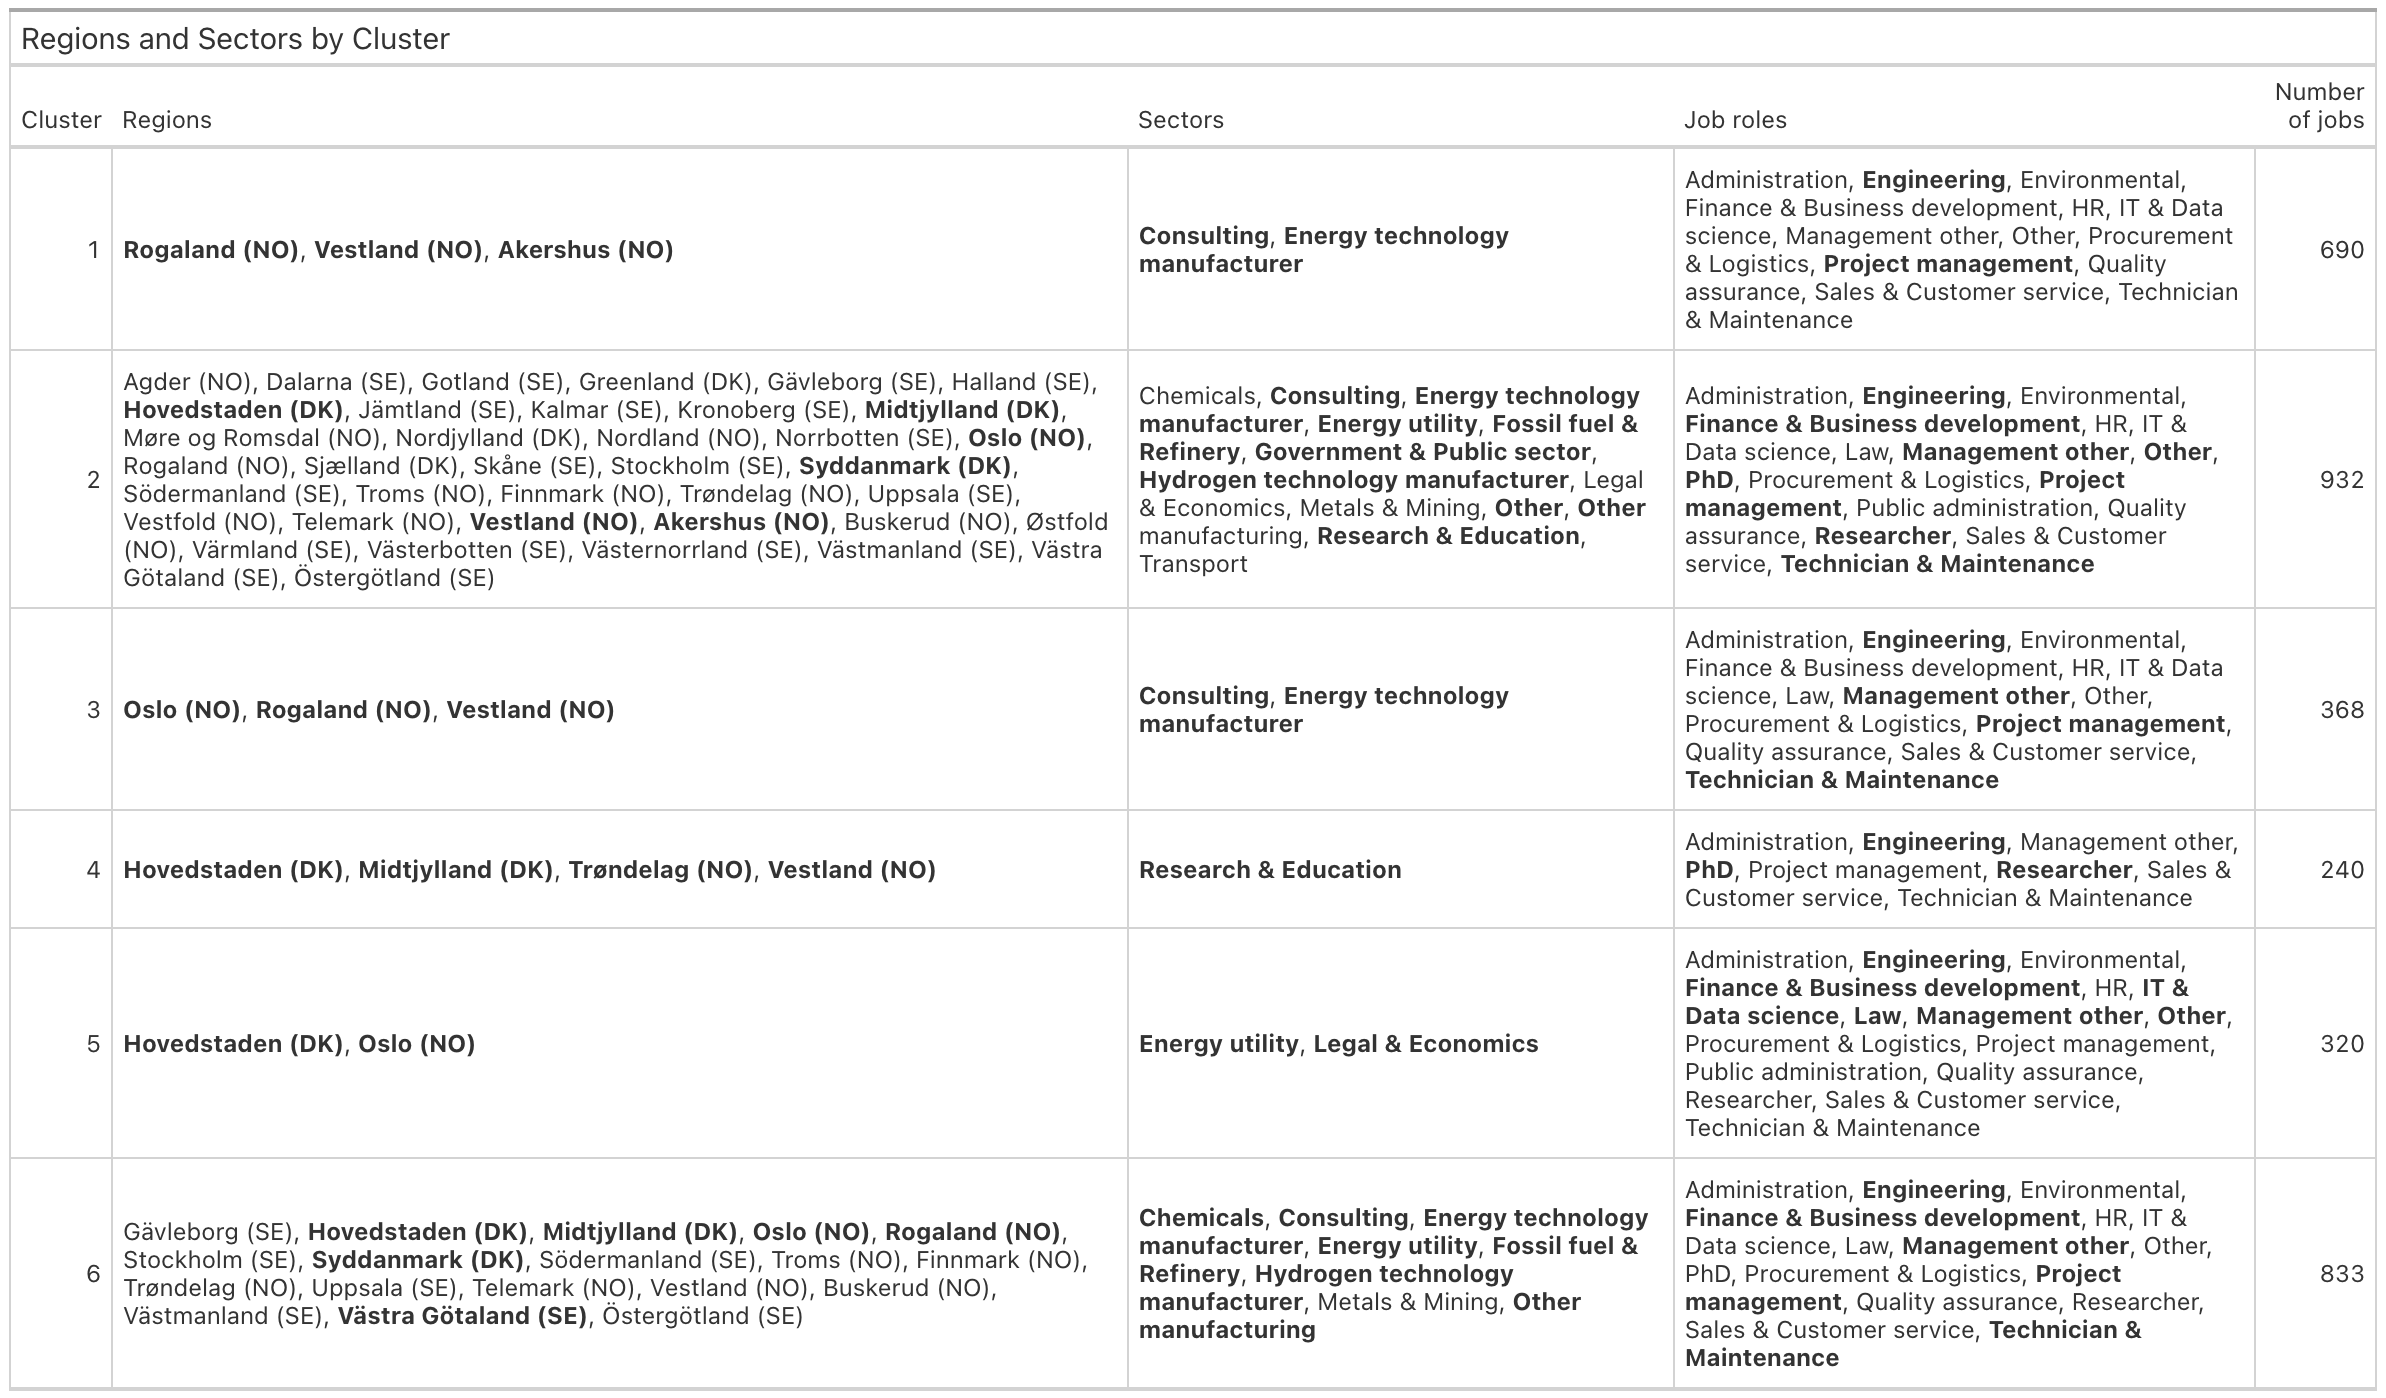 Regions and Sectors by Cluster
Cluster Regions Sectors Job roles Number of jobs
1
Rogaland (NO), Vestland (NO), Akershus (NO)
Consulting, Energy technology
manufacturer
Administration, Engineering, Environmental,
Finance & Business development, HR, IT & Data
science, Management other, Other, Procurement
& Logistics, Project management, Quality
assurance, Sales & Customer service, Technician
& Maintenance
690
2
Agder (NO), Dalarna (SE), Gotland (SE), Greenland (DK), Gävleborg (SE), Halland (SE),
Hovedstaden (DK), Jämtland (SE), Kalmar (SE), Kronoberg (SE), Midtjylland (DK),
Møre og Romsdal (NO), Nordjylland (DK), Nordland (NO), Norrbotten (SE), Oslo (NO),
Rogaland (NO), Sjælland (DK), Skåne (SE), Stockholm (SE), Syddanmark (DK),
Södermanland (SE), Troms (NO), Finnmark (NO), Trøndelag (NO), Uppsala (SE),
Vestfold (NO), Telemark (NO), Vestland (NO), Akershus (NO), Buskerud (NO), Østfold
(NO), Värmland (SE), Västerbotten (SE), Västernorrland (SE), Västmanland (SE), Västra
Götaland (SE), Östergötland (SE)
Chemicals, Consulting, Energy technology
manufacturer, Energy utility, Fossil fuel &
Refinery, Government & Public sector,
Hydrogen technology manufacturer, Legal
& Economics, Metals & Mining, Other, Other
manufacturing, Research & Education,
Transport
Administration, Engineering, Environmental,
Finance & Business development, HR, IT &
Data science, Law, Management other, Other,
PhD, Procurement & Logistics, Project
management, Public administration, Quality
assurance, Researcher, Sales & Customer
service, Technician & Maintenance
932
3
Oslo (NO), Rogaland (NO), Vestland (NO)
Consulting, Energy technology
manufacturer
Administration, Engineering, Environmental,
Finance & Business development, HR, IT & Data
science, Law, Management other, Other,
Procurement & Logistics, Project management,
Quality assurance, Sales & Customer service,
Technician & Maintenance
368
4
Hovedstaden (DK), Midtjylland (DK), Trøndelag (NO), Vestland (NO)
Research & Education
Administration, Engineering, Management other,
PhD, Project management, Researcher, Sales &
Customer service, Technician & Maintenance
240
5
Hovedstaden (DK), Oslo (NO)
Energy utility, Legal & Economics
Administration, Engineering, Environmental,
Finance & Business development, HR, IT &
Data science, Law, Management other, Other,
Procurement & Logistics, Project management,
Public administration, Quality assurance,
Researcher, Sales & Customer service,
Technician & Maintenance
320
6
Gävleborg (SE), Hovedstaden (DK), Midtjylland (DK), Oslo (NO), Rogaland (NO),
Stockholm (SE), Syddanmark (DK), Södermanland (SE), Troms (NO), Finnmark (NO),
Trøndelag (NO), Uppsala (SE), Telemark (NO), Vestland (NO), Buskerud (NO),
Västmanland (SE), Västra Götaland (SE), Östergötland (SE)
Chemicals, Consulting, Energy technology
manufacturer, Energy utility, Fossil fuel &
Refinery, Hydrogen technology
manufacturer, Metals & Mining, Other
manufacturing
Administration, Engineering, Environmental,
Finance & Business development, HR, IT &
Data science, Law, Management other, Other,
PhD, Procurement & Logistics, Project
management, Quality assurance, Researcher,
Sales & Customer service, Technician &
Maintenance
833